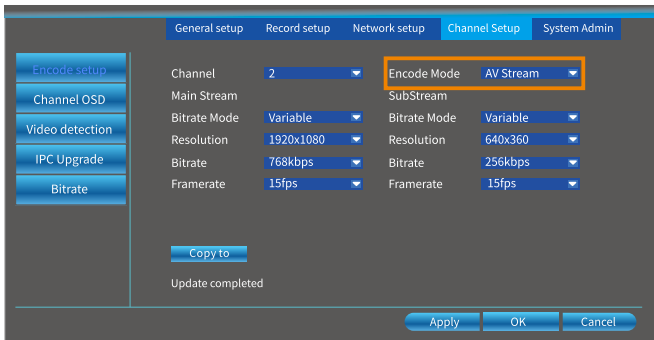 General setup Record setup Network setup Channel Setup System Admin
Encode setup
Channel OSD
Video detection
IPC Upgrade
Bitrate
Channel 2 Encode Mode AV Stream
Main Stream SubStream
Bitrate Mode Variable Bitrate Mode Variable
Resolution 1920x1080 Resolution 640x360
Bitrate 768kbps Bitrate 256kbps
Framerate 15fps Framerate 15fps
Copy to
Update completed
Apply OK Cancel